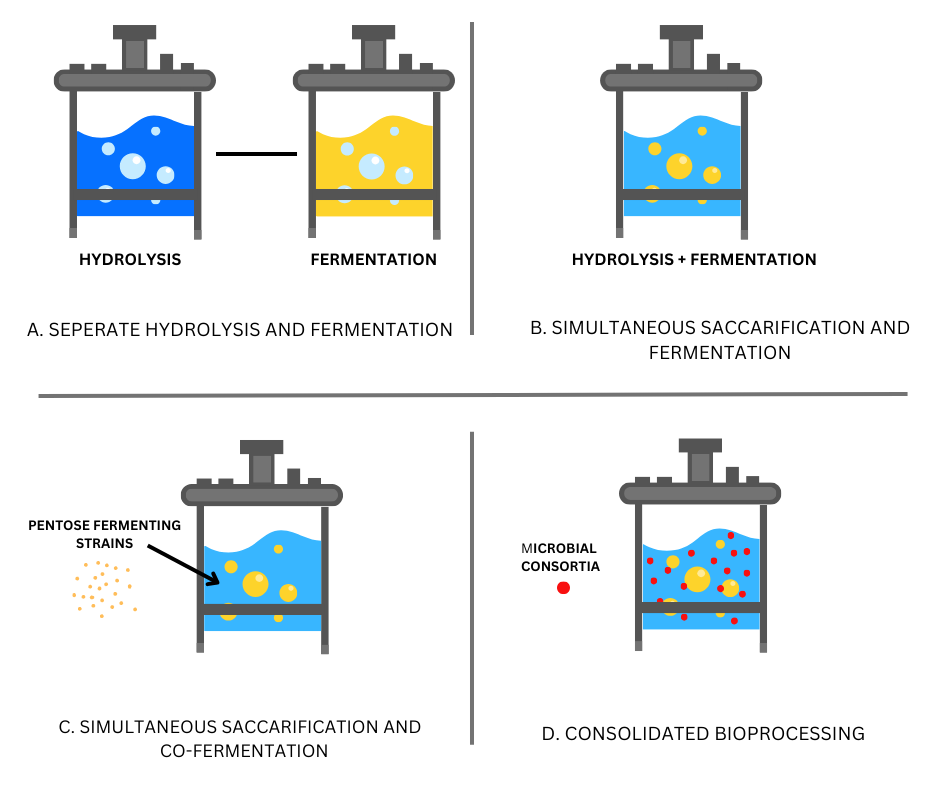 HYDROLYSIS
FERMENTATION
A. SEPERATE HYDROLYSIS AND FERMENTATION
HYDROLYSIS + FERMENTATION
B. SIMULTANEOUS SACCARIFICATION AND
FERMENTATION
PENTOSE FERMENTING
STRAINS
C. SIMULTANEOUS SACCARIFICATION AND
CO-FERMENTATION
MICROBIAL
CONSORTIA
D. CONSOLIDATED BIOPROCESSING